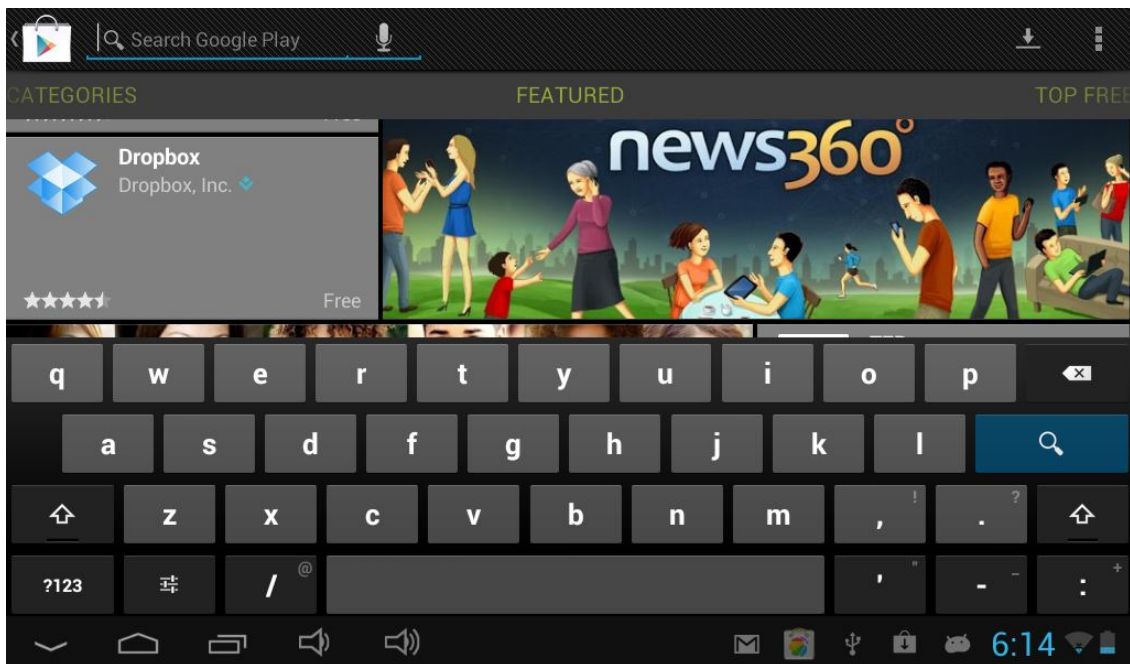 Search Google Play
CATEGORIES
FEATURED
TOP FREE
Dropbox
Dropbox, Inc.
Free
news360°
q w e r t y u i o p
a s d f g h j k l
z x c v b n m , ! . ?
?123 / @ ' " - _ : +
6:14